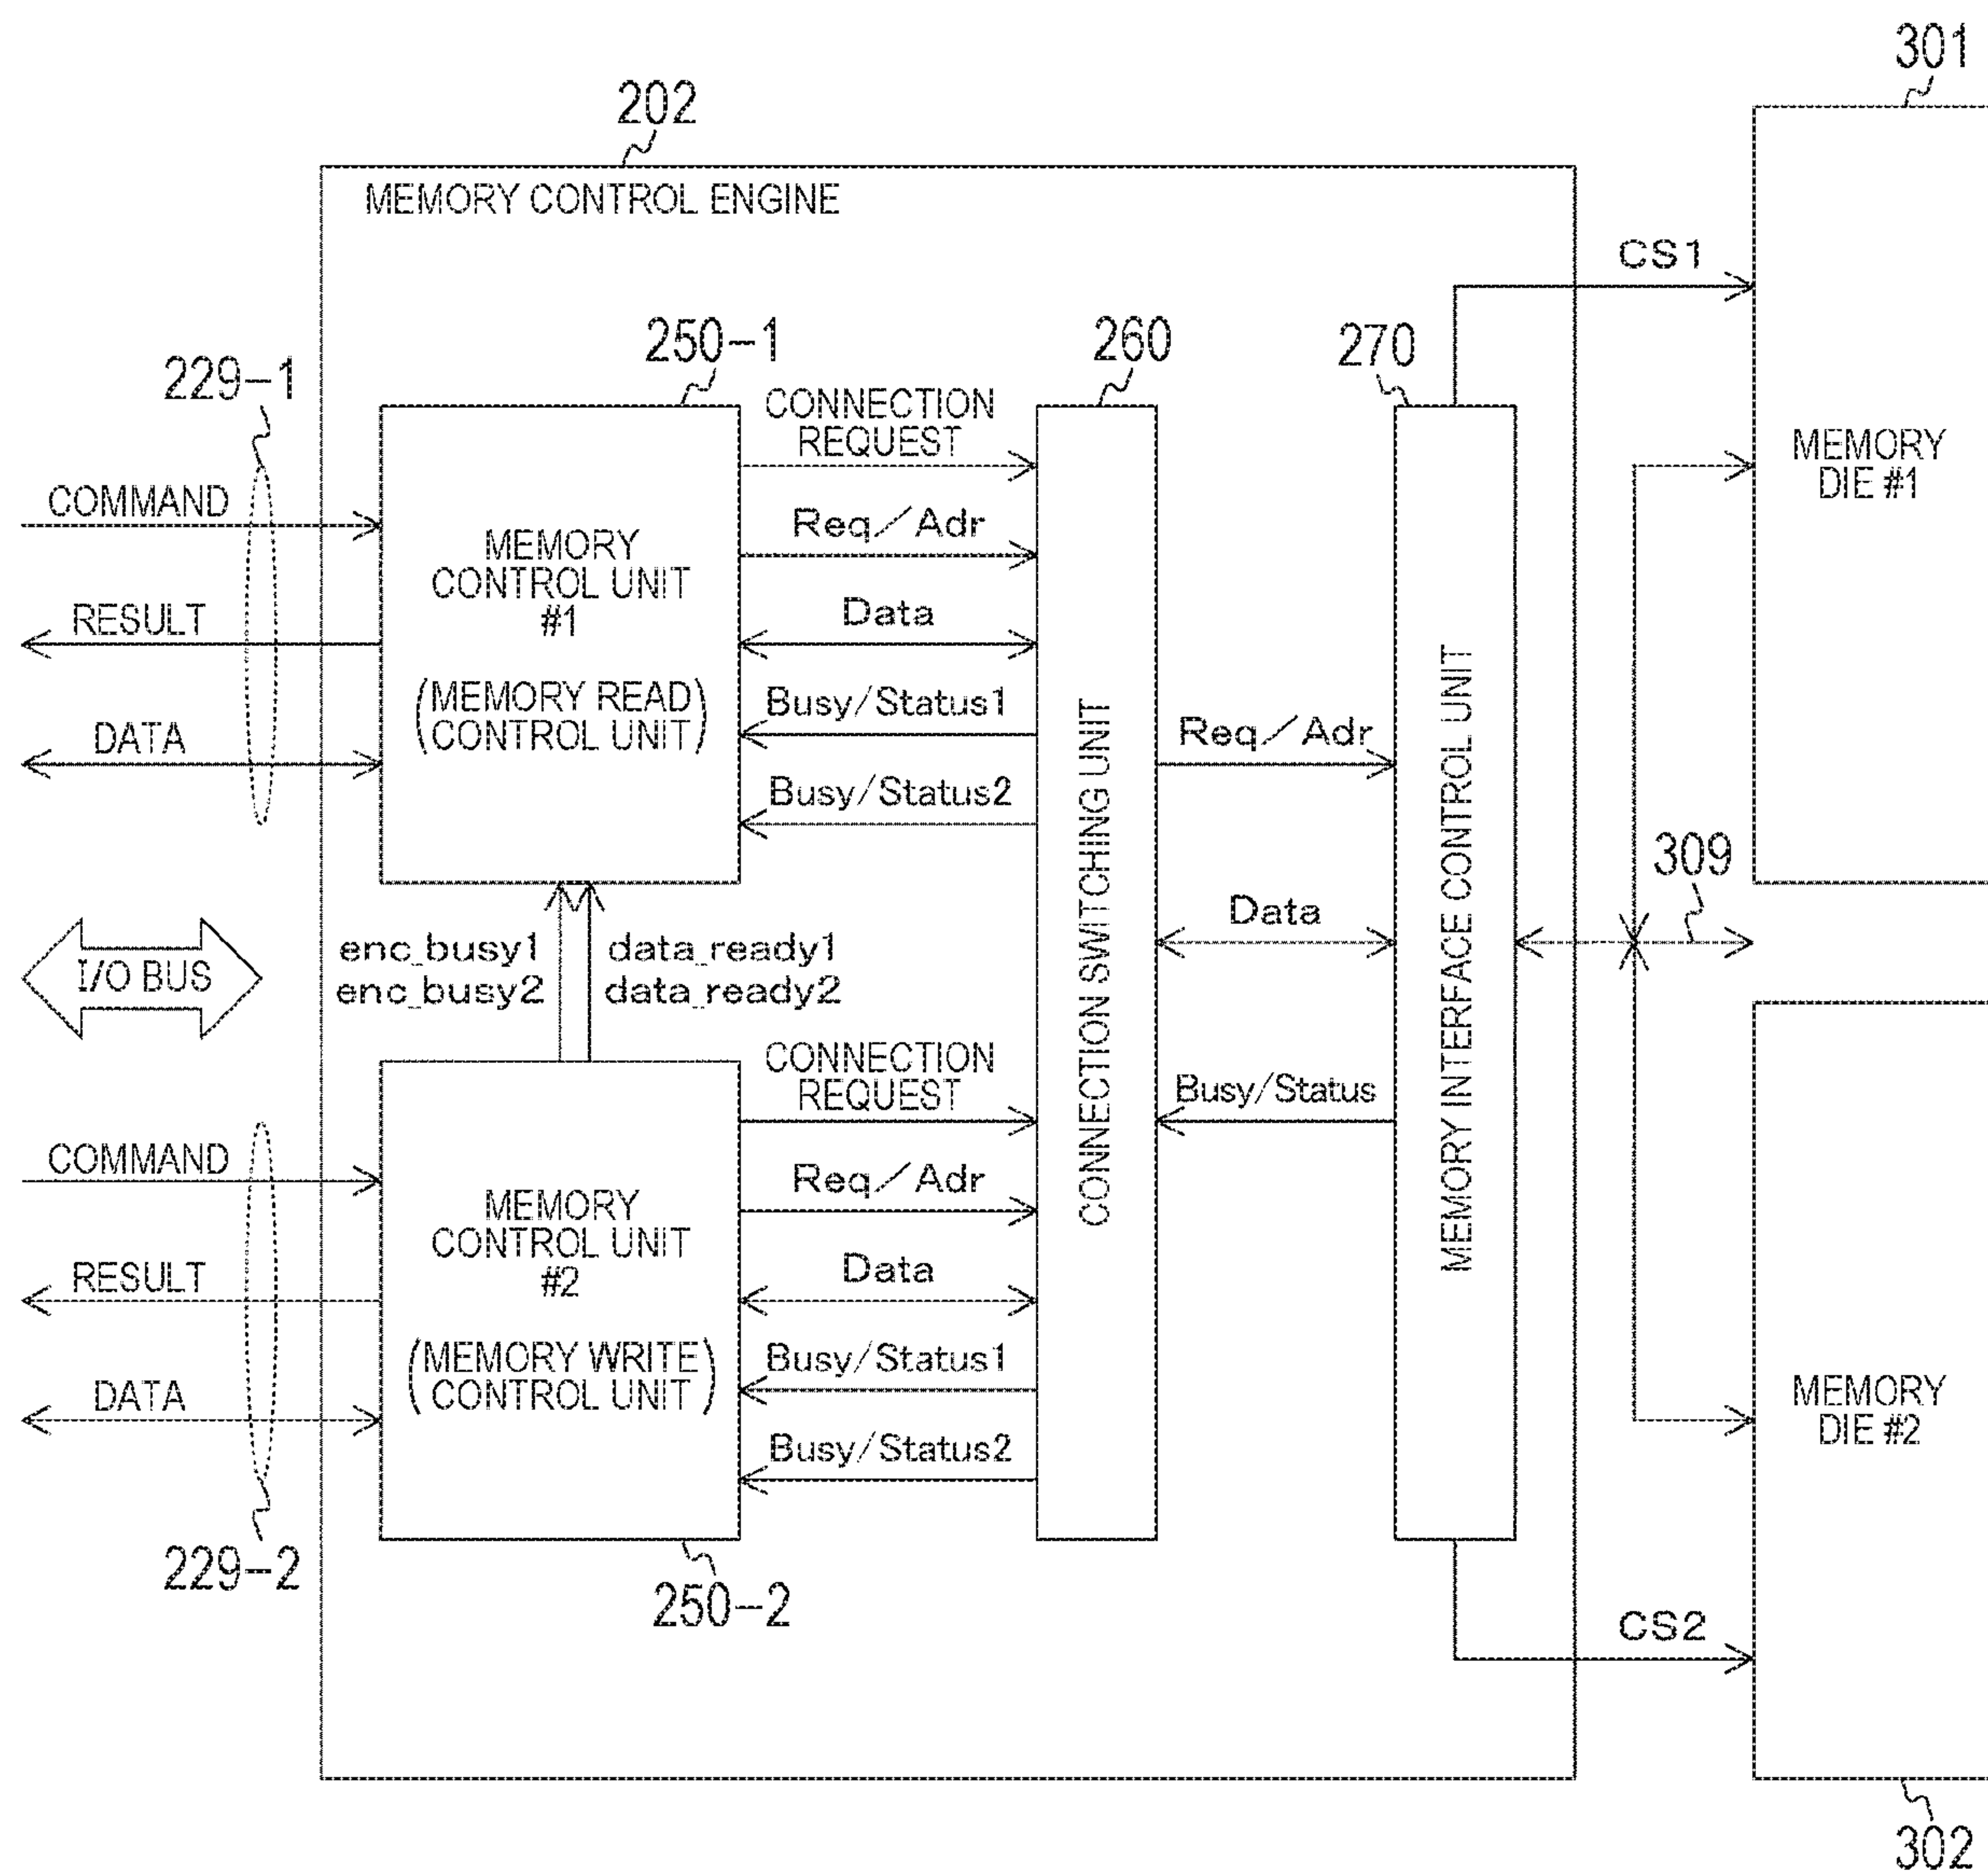 301
202
MEMORY CONTROL ENGINE
CS1
250-1
260
270
229-1
CONNECTION
REQUEST
MEMORY
DIE #1
COMMAND
Req/Adr
MEMORY
CONTROL UNIT
#1
RESULT
Data
(MEMORY READ)
(CONTROL UNIT)
Busy/Status1
DATA
Req/Adr
Busy/Status2
CONNECTION SWITCHING UNIT
MEMORY INTERFACE CONTROL UNIT
309
Data
enc_busy1
data_ready1
I/O BUS
enc_busy2
data_ready2
CONNECTION
REQUEST
Busy/Status
COMMAND
Req/Adr
MEMORY
CONTROL UNIT
#2
RESULT
Data
(MEMORY WRITE)
(CONTROL UNIT)
Busy/Status1
DATA
MEMORY
DIE #2
Busy/Status2
229-2
250-2
CS2
302